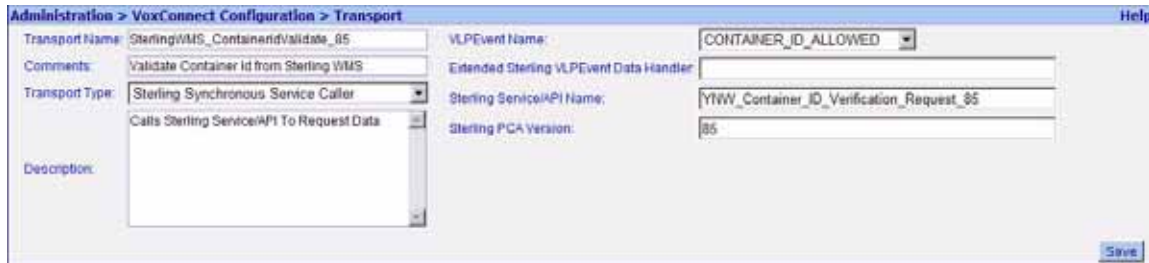 Administration > VoxConnect Configuration > Transport
Help
Transport Name: SterlingWMS_ContainerIdValidate_85
Comments: Validate Container Id from Sterling WMS
Transport Type: Sterling Synchronous Service Caller
Description: Calls Sterling Service/API To Request Data
VLPEvent Name: CONTAINER_ID_ALLOWED
Extended Sterling VLPEvent Data Handler:
Sterling Service/API Name: YNW_Container_ID_Verification_Request_85
Sterling PCA Version: 85
Save